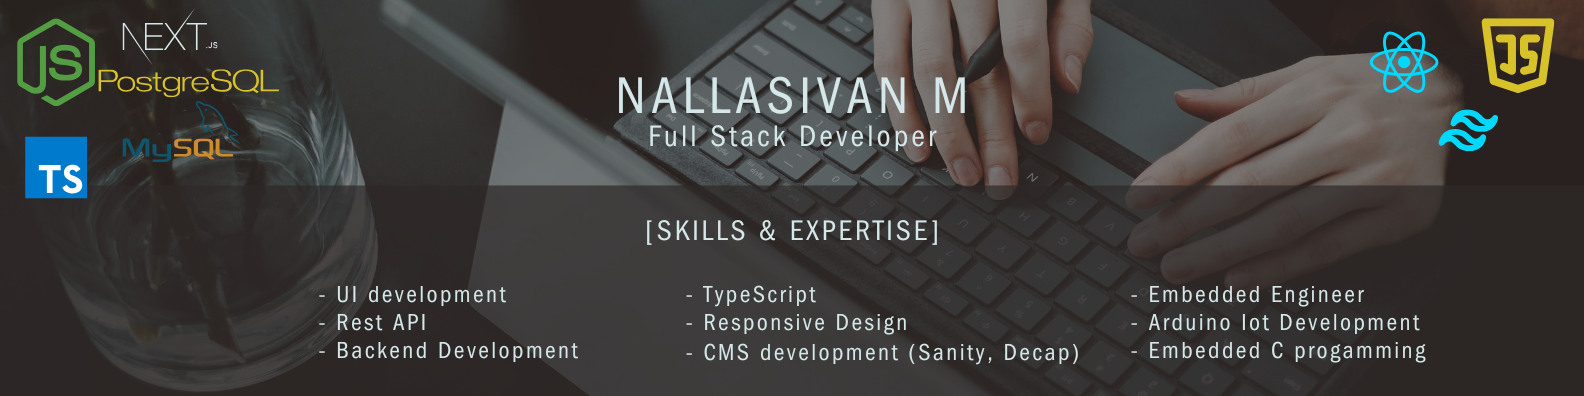 JS
NEXT.JS
PostgreSQL
MySQL
TS
NALLASIVAN M
Full Stack Developer
JS
[SKILLS & EXPERTISE]
- UI development
- Rest API
- Backend Development
- TypeScript
- Responsive Design
- CMS development (Sanity, Decap)
- Embedded Engineer
- Arduino Iot Development
- Embedded C progamming